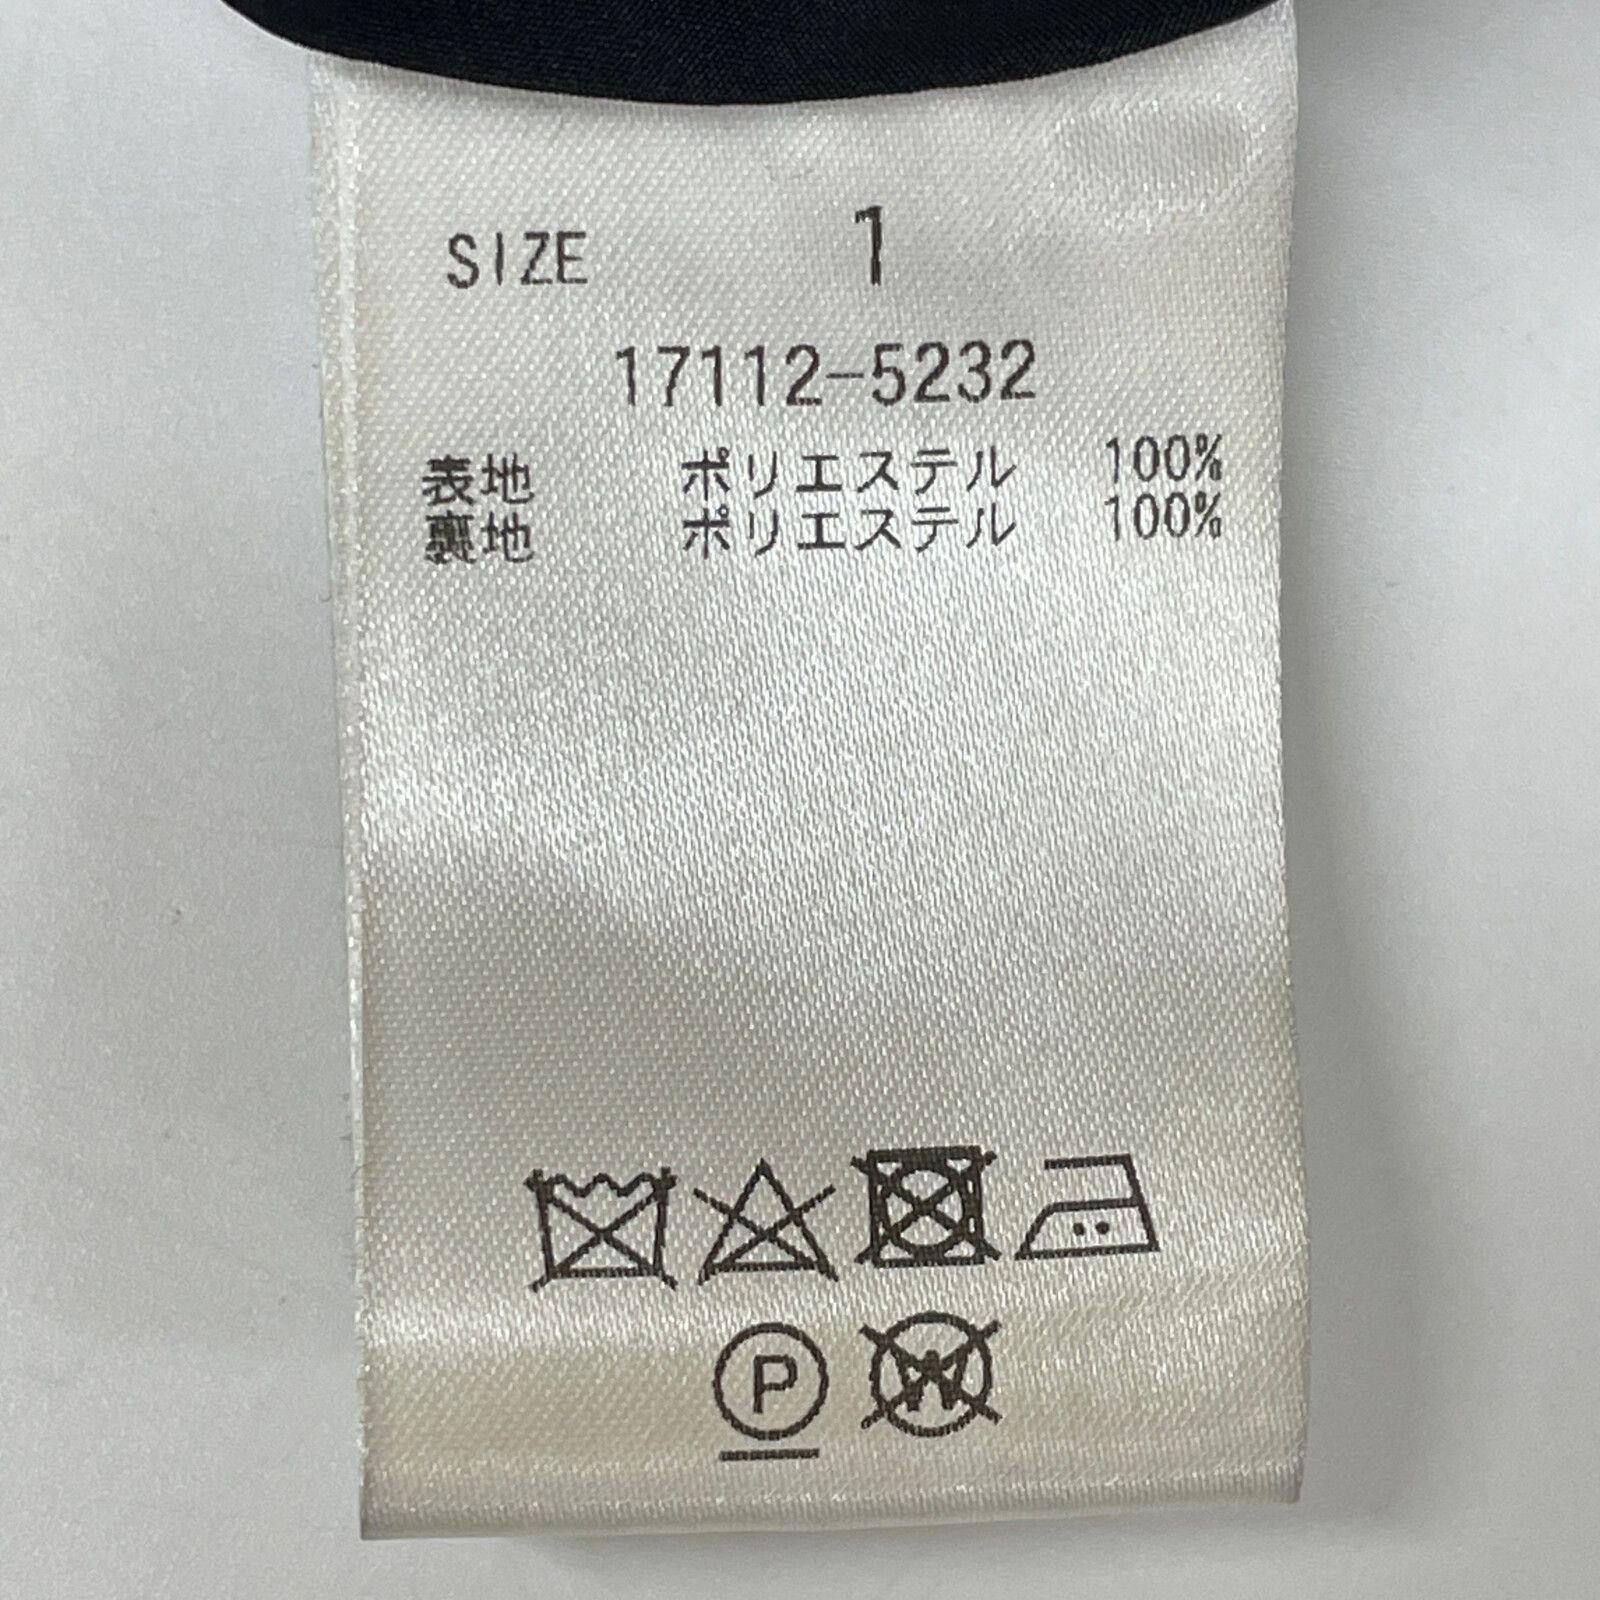 SIZE 1
17112-5232
表地 ポリエステル 100%
裏地 ポリエステル 100%
P W